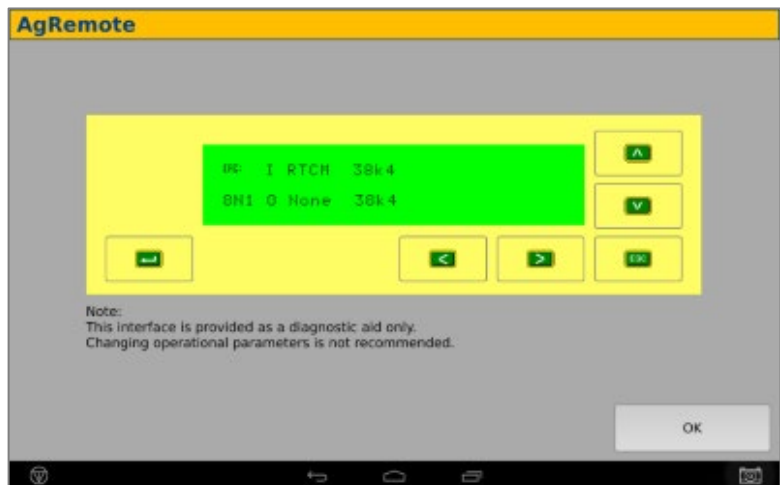 AgRemote
I RTCM 38k4
8N1 O None 38k4
ESC
Note:
This interface is provided as a diagnostic aid only.
Changing operational parameters is not recommended.
OK